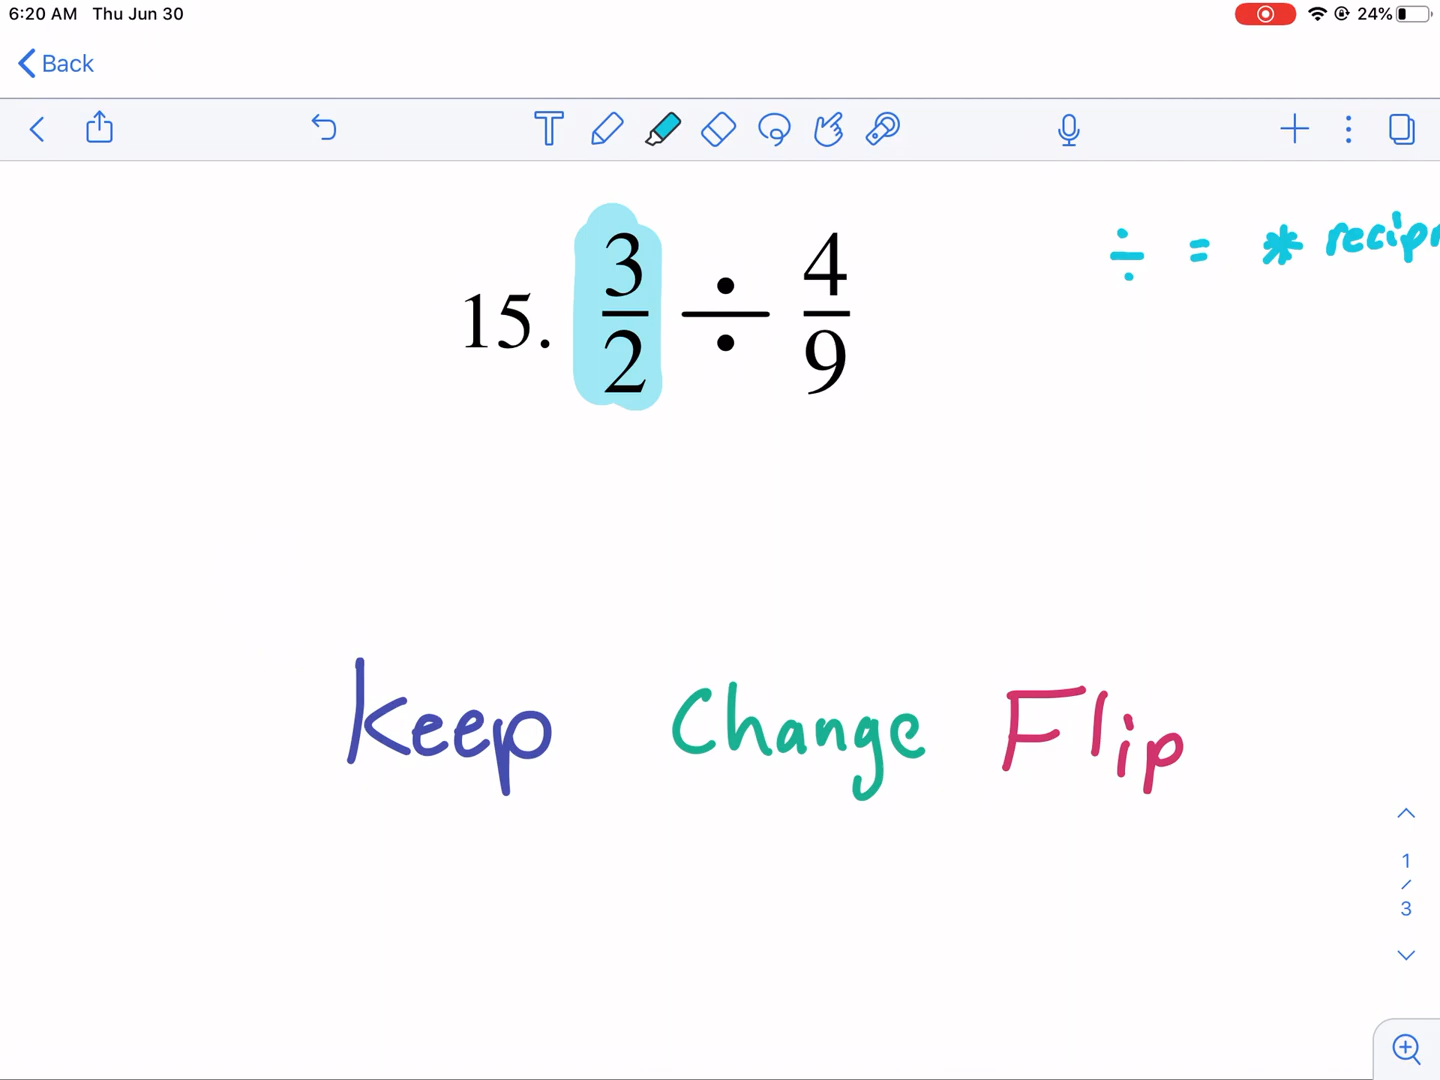 6:20 AM Thu Jun 30
24%
Back
15. 3/2 ÷ 4/9
÷ = *
Keep Change Flip
1
/
3